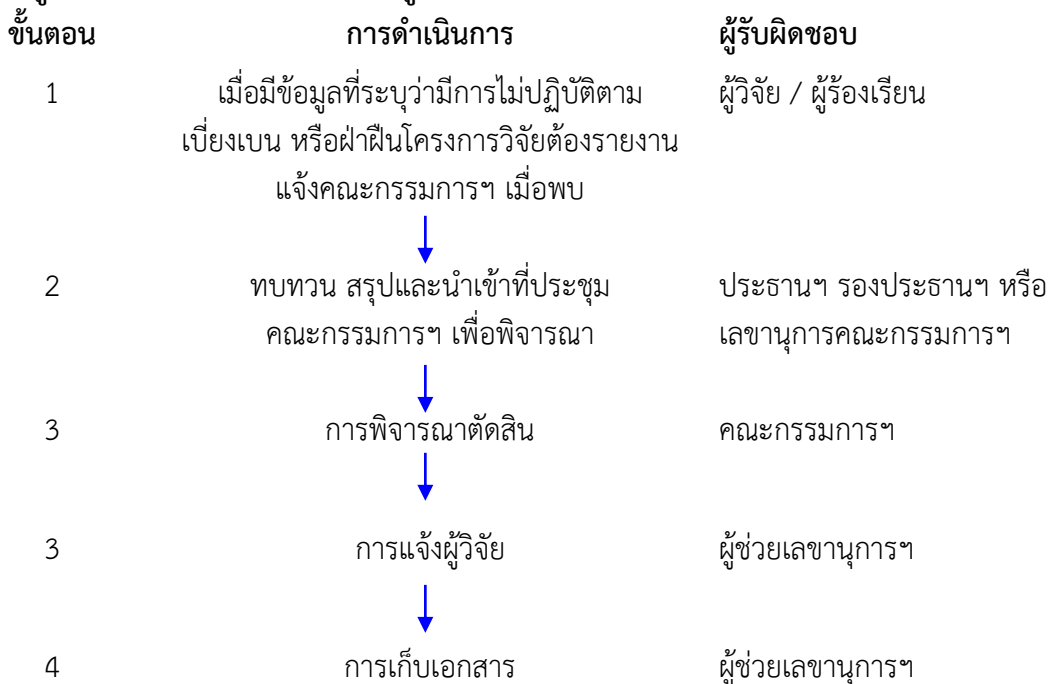 ขั้นตอน การดำเนินการ ผู้รับผิดชอบ
1 เมื่อมีข้อมูลที่ระบุว่ามีการไม่ปฏิบัติตาม ผู้วิจัย / ผู้ร้องเรียน
เบี่ยงเบน หรือฝ่าฝืนโครงการวิจัยต้องรายงาน
แจ้งคณะกรรมการฯ เมื่อพบ
2 ทบทวน สรุปและนำเข้าที่ประชุม ประธานฯ รองประธานฯ หรือ
คณะกรรมการฯ เพื่อพิจารณา เลขานุการคณะกรรมการฯ
3 การพิจารณาตัดสิน คณะกรรมการฯ
3 การแจ้งผู้วิจัย ผู้ช่วยเลขานุการฯ
4 การเก็บเอกสาร ผู้ช่วยเลขานุการฯ